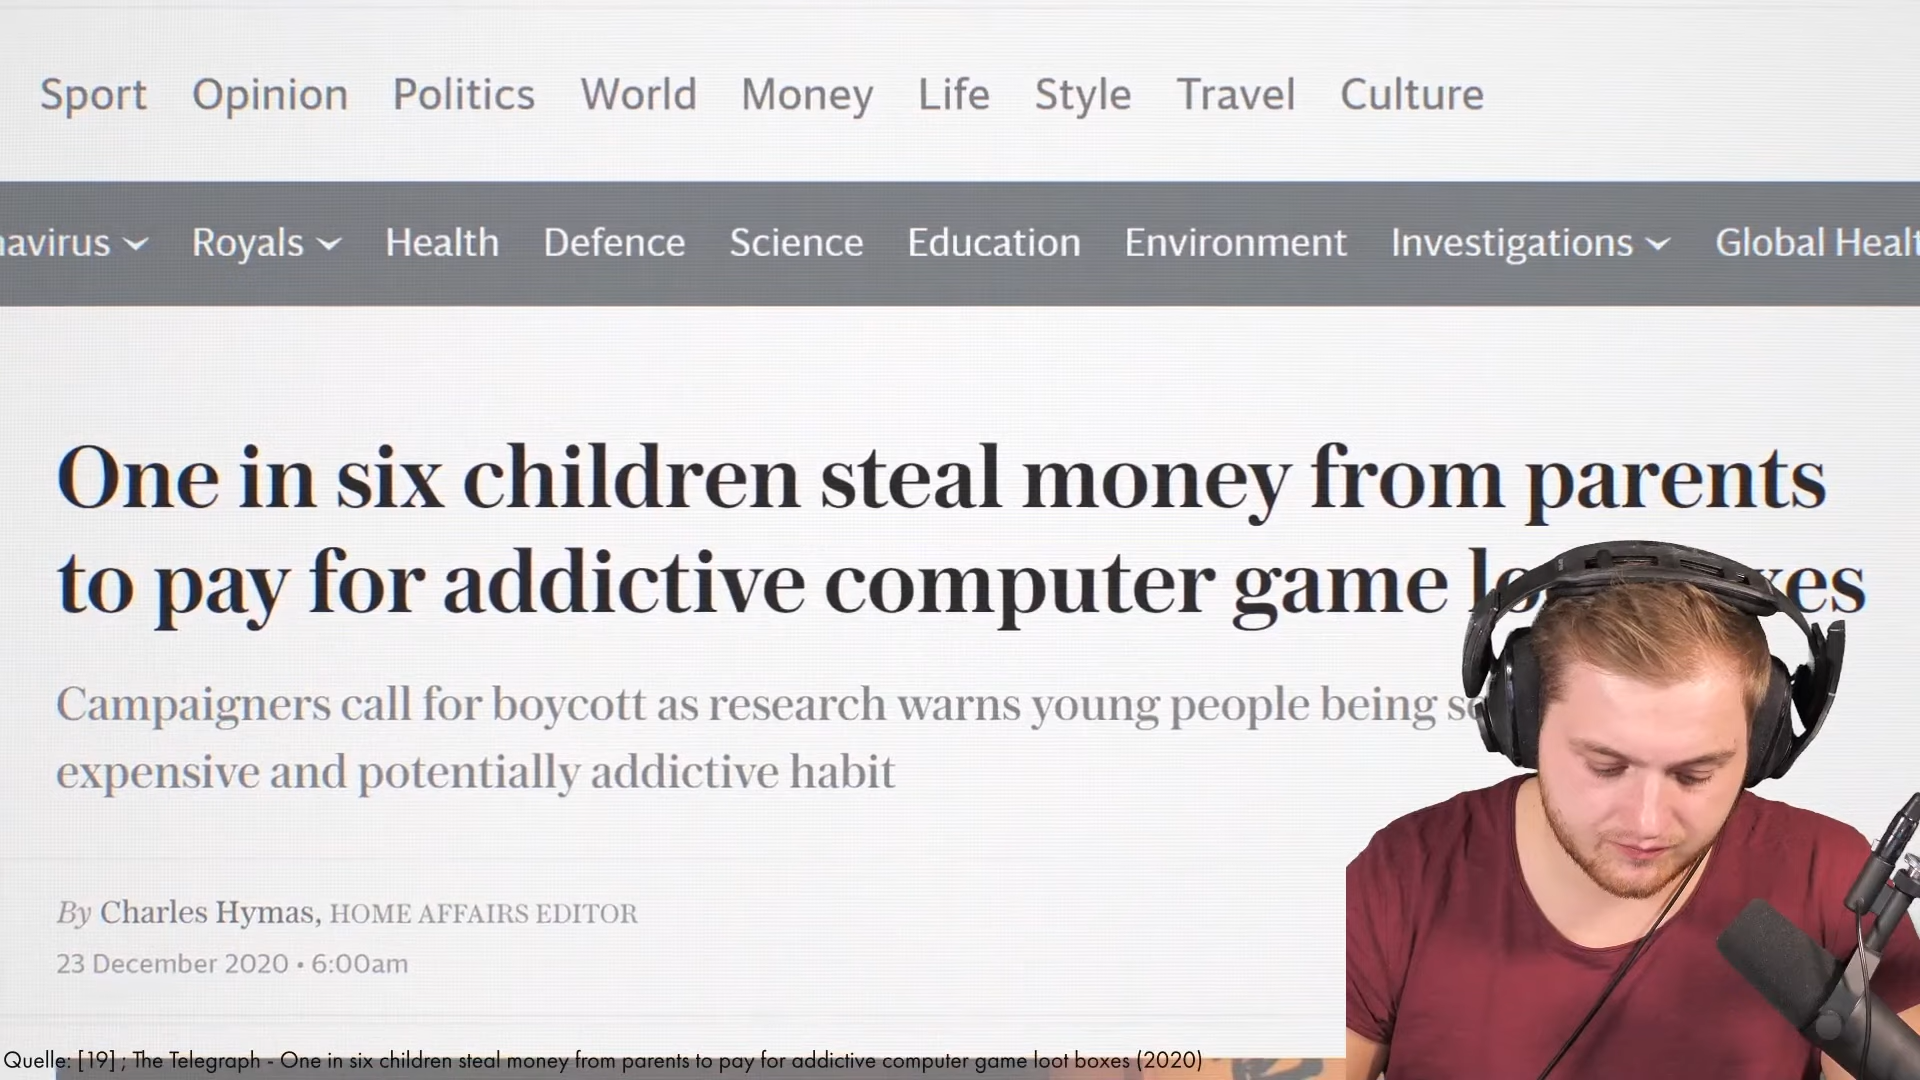 Sport Opinion Politics World Money Life Style Travel Culture
navirus Royals Health Defence Science Education Environment Investigations Global Healt
One in six children steal money from parents
to pay for addictive computer game
Campaigners call for boycott as research warns young people being
expensive and potentially addictive habit
By Charles Hymas, HOME AFFAIRS EDITOR
23 December 2020 • 6:00am
Quelle: [19] ; The Telegraph - One in six children steal money from parents to pay for addictive computer game loot boxes (2020)